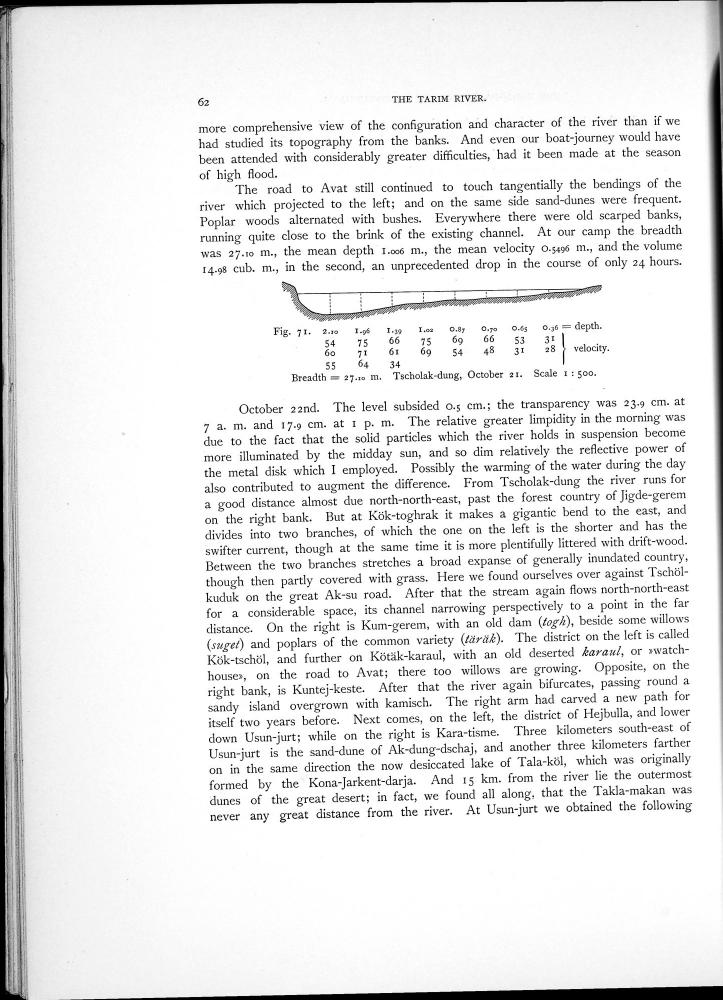 62
THE TARIM RIVER.
more comprehensive view of the configuration and character of the river than if we
had studied its topography from the banks. And even our boat-journey would have
been attended with considerably greater difficulties, had it been made at the season
of high flood.
The road to Avat still continued to touch tangentially the bendings of the
river which projected to the left; and on the same side sand-dunes were frequent.
Poplar woods alternated with bushes. Everywhere there were old scarped banks,
running quite close to the brink of the existing channel. At our camp the breadth
was 27.10 m., the mean depth 1.006 m., the mean velocity 0.5496 m., and the volume
14.98 cub. m., in the second, an unprecedented drop in the course of only 24 hours.
Fig. 71. 2.10 1.96 1.39 1.02 0.87 0.70 0.65 0.36 = depth.
54 75 66 75 69 66 53 31
60 71 61 69 54 48 31 28 velocity.
55 64 34
Breadth = 27.10 m. Tscholak-dung, October 21. Scale 1 : 500.
October 22nd. The level subsided 0.5 cm.; the transparency was 23.9 cm. at
7 a. m. and 17.9 cm. at 1 p. m. The relative greater limpidity in the morning was
due to the fact that the solid particles which the river holds in suspension become
more illuminated by the midday sun, and so dim relatively the reflective power of
the metal disk which I employed. Possibly the warming of the water during the day
also contributed to augment the difference. From Tscholak-dung the river runs for
a good distance almost due north-north-east, past the forest country of Jigde-gerem
on the right bank. But at Kök-toghrak it makes a gigantic bend to the east, and
divides into two branches, of which the one on the left is the shorter and has the
swifter current, though at the same time it is more plentifully littered with drift-wood.
Between the two branches stretches a broad expanse of generally inundated country,
though then partly covered with grass. Here we found ourselves over against Tschöl-
kuduk on the great Ak-su road. After that the stream again flows north-north-east
for a considerable space, its channel narrowing perspectively to a point in the far
distance. On the right is Kum-gerem, with an old dam (togh), beside some willows
(suget) and poplars of the common variety (täräk). The district on the left is called
Kök-tschöl, and further on Kötäk-karaul, with an old deserted karaul, or »watch-
house», on the road to Avat; there too willows are growing. Opposite, on the
right bank, is Kuntej-keste. After that the river again bifurcates, passing round a
sandy island overgrown with kamisch. The right arm had carved a new path for
itself two years before. Next comes, on the left, the district of Hejbulla, and lower
down Usun-jurt; while on the right is Kara-tisme. Three kilometers south-east of
Usun-jurt is the sand-dune of Ak-dung-dschaj, and another three kilometers farther
on in the same direction the now desiccated lake of Tala-köl, which was originally
formed by the Kona-Jarkent-darja. And 15 km. from the river lie the outermost
dunes of the great desert; in fact, we found all along, that the Takla-makan was
never any great distance from the river. At Usun-jurt we obtained the following